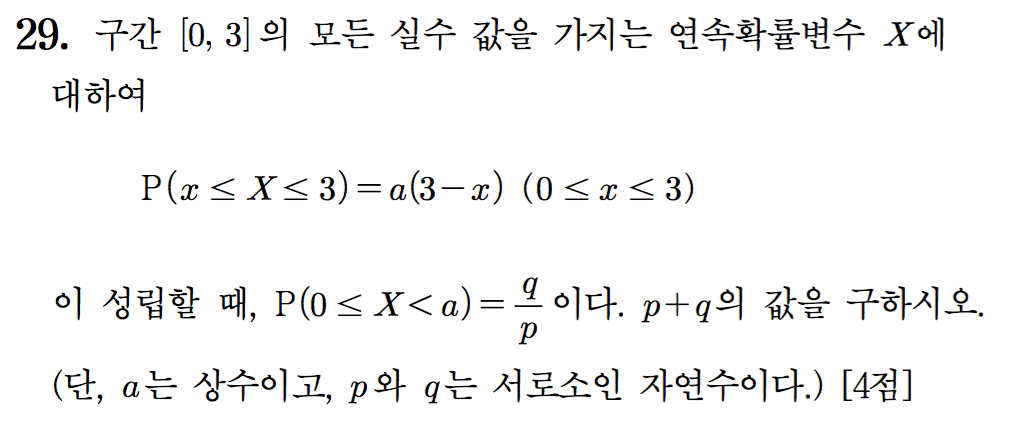 29. 구간 [0, 3]의 모든 실수 값을 가지는 연속확률변수 X에
대하여
P(x ≤ X ≤ 3)=a(3-x) (0 ≤ x ≤ 3)
이 성립할 때, P(0 ≤ X < a)=q/p이다. p+q의 값을 구하시오.
(단, a는 상수이고, p와 q는 서로소인 자연수이다.) [4점]